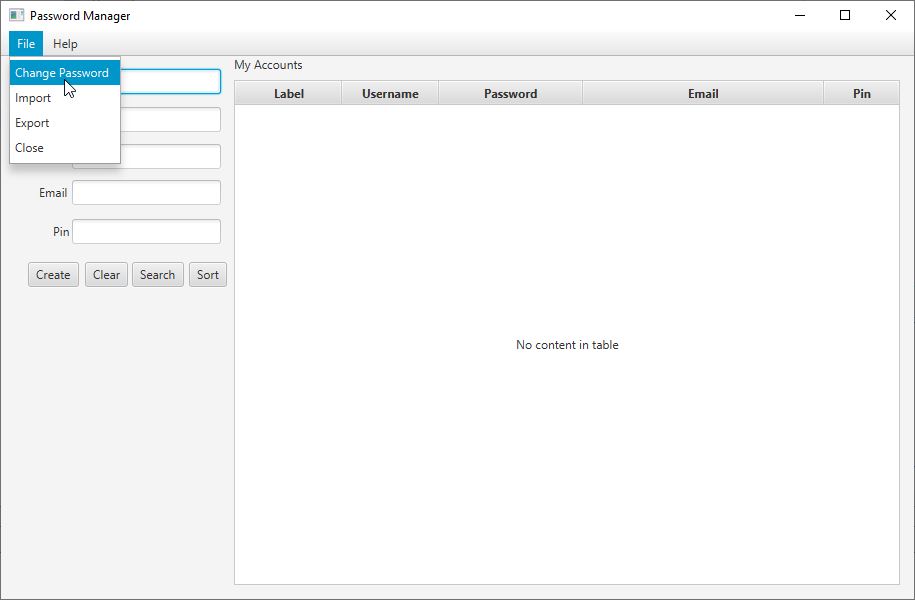 Password Manager
File Help
Change Password
Import
Export
Close
Email
Pin
Create Clear Search Sort
My Accounts
Label Username Password Email Pin
No content in table